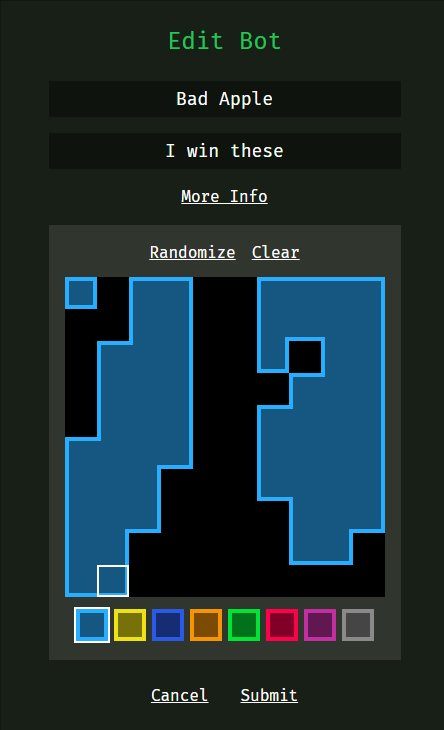 Edit Bot
Bad Apple
I win these
More Info
Randomize Clear
Cancel Submit